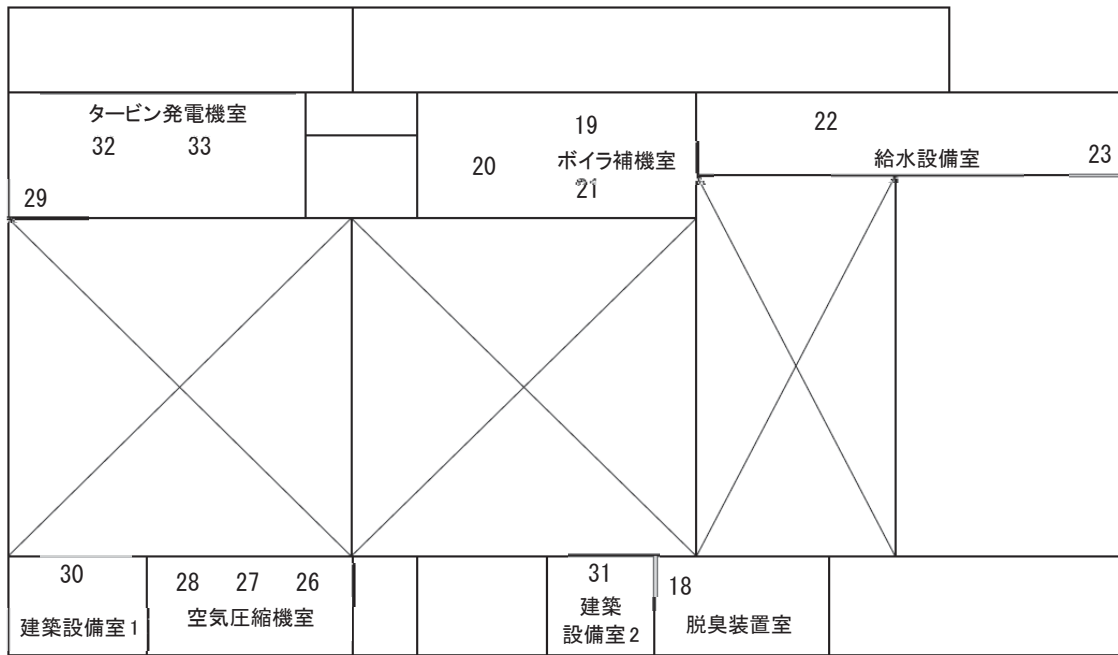 タービン発電機室
32 33
29
19
20
ボイラ補機室
21
22
給水設備室
23
30
建築設備室1
28 27 26
空気圧縮機室
31
建築
設備室2
18
脱臭装置室